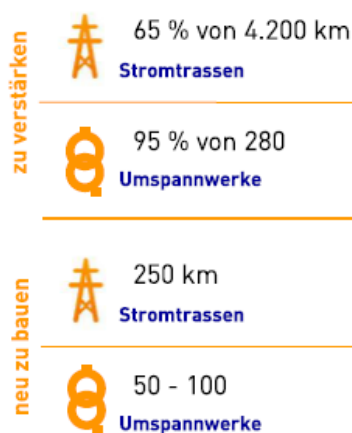 zu verstärken
65 % von 4.200 km
Stromtrassen
95 % von 280
Umspannwerke
neu zu bauen
250 km
Stromtrassen
50 - 100
Umspannwerke